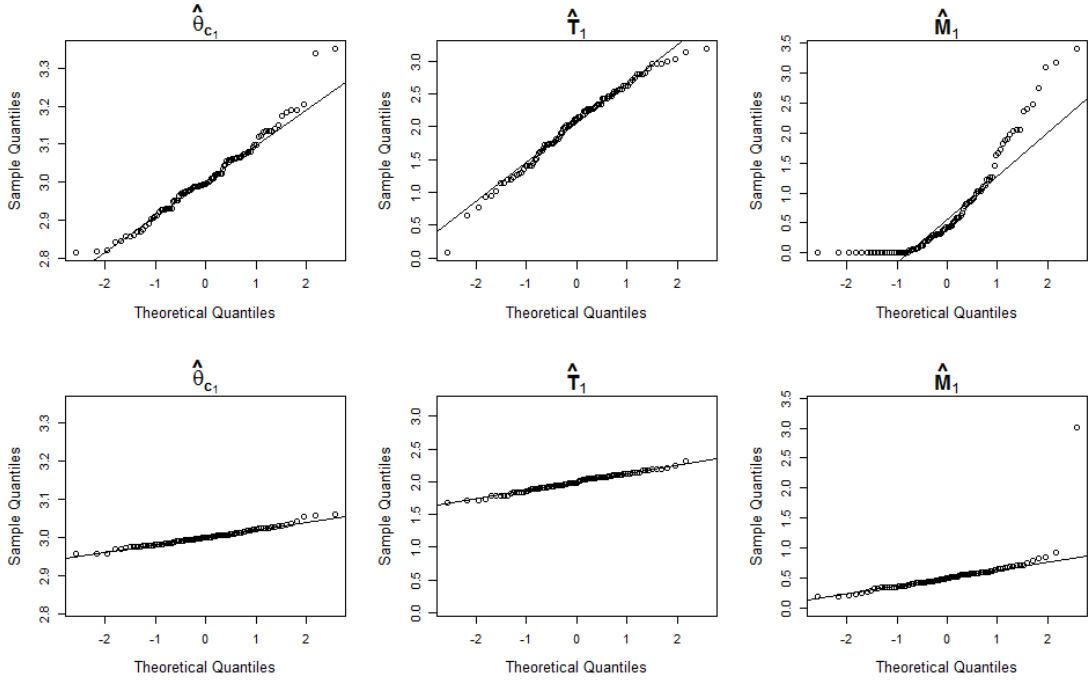 θ̂c₁
Sample Quantiles
2.8 2.9 3.0 3.1 3.2 3.3
-2 -1 0 1 2
Theoretical Quantiles
T̂₁
Sample Quantiles
0.0 0.5 1.0 1.5 2.0 2.5 3.0
-2 -1 0 1 2
Theoretical Quantiles
M̂₁
Sample Quantiles
0.0 0.5 1.0 1.5 2.0 2.5 3.0 3.5
-2 -1 0 1 2
Theoretical Quantiles
θ̂c₁
Sample Quantiles
2.8 2.9 3.0 3.1 3.2 3.3
-2 -1 0 1 2
Theoretical Quantiles
T̂₁
Sample Quantiles
0.0 0.5 1.0 1.5 2.0 2.5 3.0
-2 -1 0 1 2
Theoretical Quantiles
M̂₁
Sample Quantiles
0.0 0.5 1.0 1.5 2.0 2.5 3.0 3.5
-2 -1 0 1 2
Theoretical Quantiles